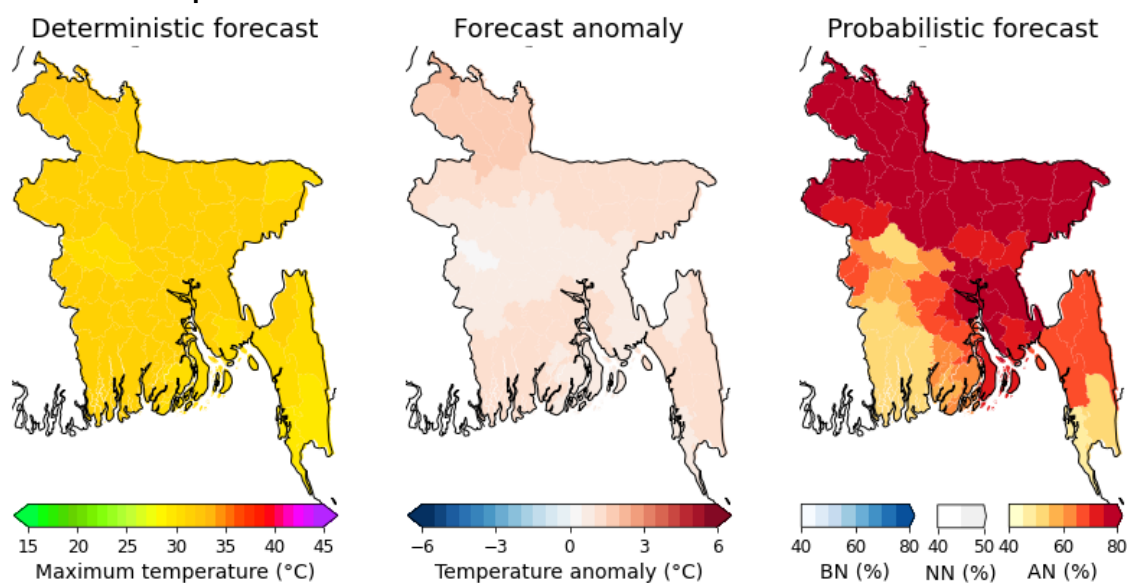 Deterministic forecast
Forecast anomaly
Probabilistic forecast
15 20 25 30 35 40 45
Maximum temperature (°C)
−6 −3 0 3 6
Temperature anomaly (°C)
40 60 80
BN (%)
40 50
NN (%)
40 60 80
AN (%)